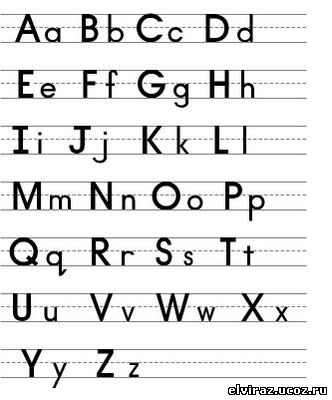 Aa Bb Cc Dd
Ee Ff Gg Hh
Ii Jj Kk Ll
Mm Nn Oo Pp
Qq Rr Ss Tt
Uu Vv Ww Xx
Yy Zz
elviraz.ucoz.ru